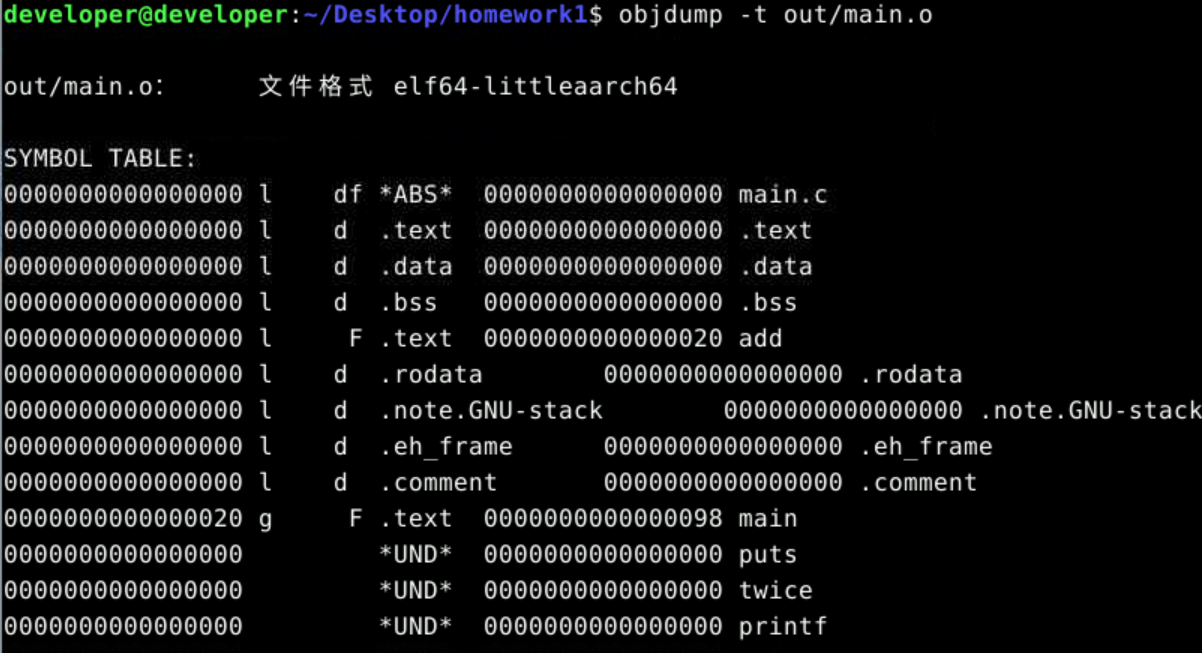 developer@developer:~/Desktop/homework1$ objdump -t out/main.o
out/main.o：     文件格式 elf64-littleaarch64
SYMBOL TABLE:
0000000000000000 l    df *ABS*  0000000000000000 main.c
0000000000000000 l    d  .text  0000000000000000 .text
0000000000000000 l    d  .data  0000000000000000 .data
0000000000000000 l    d  .bss   0000000000000000 .bss
0000000000000000 l     F .text  0000000000000020 add
0000000000000000 l    d  .rodata        0000000000000000 .rodata
0000000000000000 l    d  .note.GNU-stack        0000000000000000 .note.GNU-stack
0000000000000000 l    d  .eh_frame      0000000000000000 .eh_frame
0000000000000000 l    d  .comment       0000000000000000 .comment
0000000000000020 g     F .text  0000000000000098 main
0000000000000000         *UND*  0000000000000000 puts
0000000000000000         *UND*  0000000000000000 twice
0000000000000000         *UND*  0000000000000000 printf